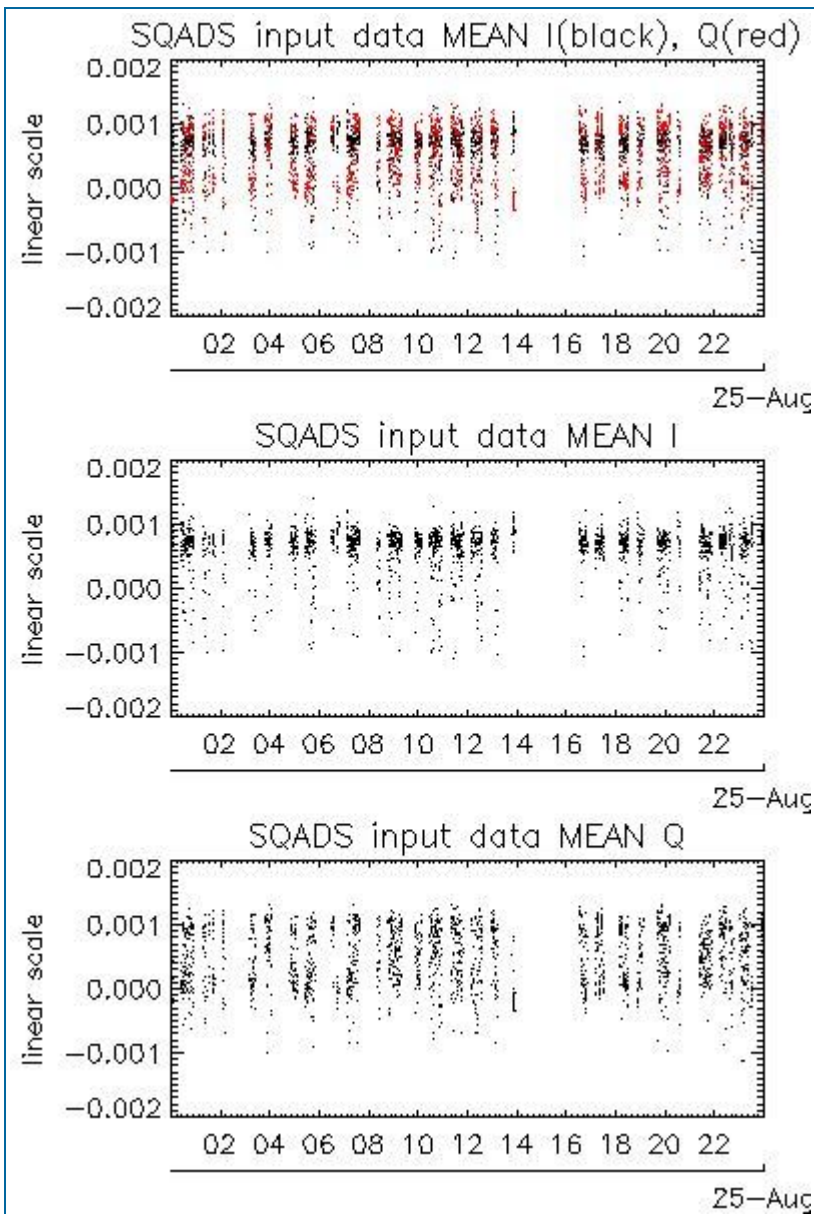 SQADS input data MEAN I(black), Q(red)
0.002
0.001
0.000
-0.001
-0.002
linear scale
02 04 06 08 10 12 14 16 18 20 22
25-Aug
SQADS input data MEAN I
0.002
0.001
0.000
-0.001
-0.002
linear scale
02 04 06 08 10 12 14 16 18 20 22
25-Aug
SQADS input data MEAN Q
0.002
0.001
0.000
-0.001
-0.002
linear scale
02 04 06 08 10 12 14 16 18 20 22
25-Aug